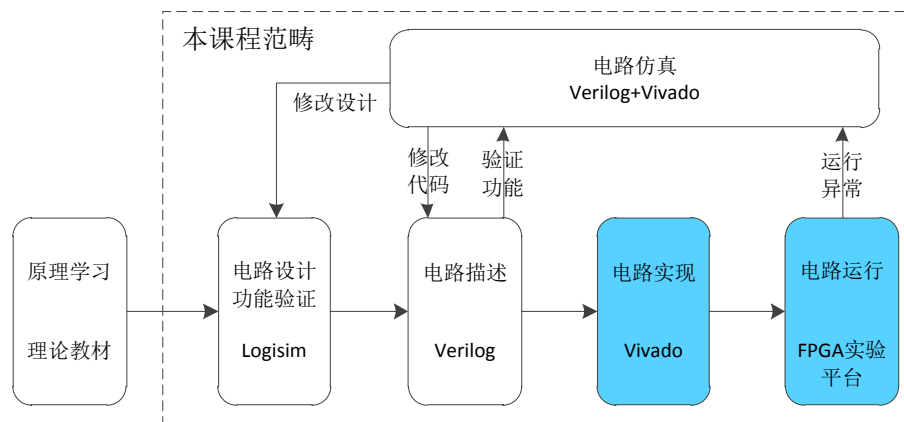 本课程范畴
电路仿真
Verilog+Vivado
修改设计
修改
代码
验证
功能
运行
异常
原理学习
理论教材
电路设计
功能验证
Logisim
电路描述
Verilog
电路实现
Vivado
电路运行
FPGA实验
平台